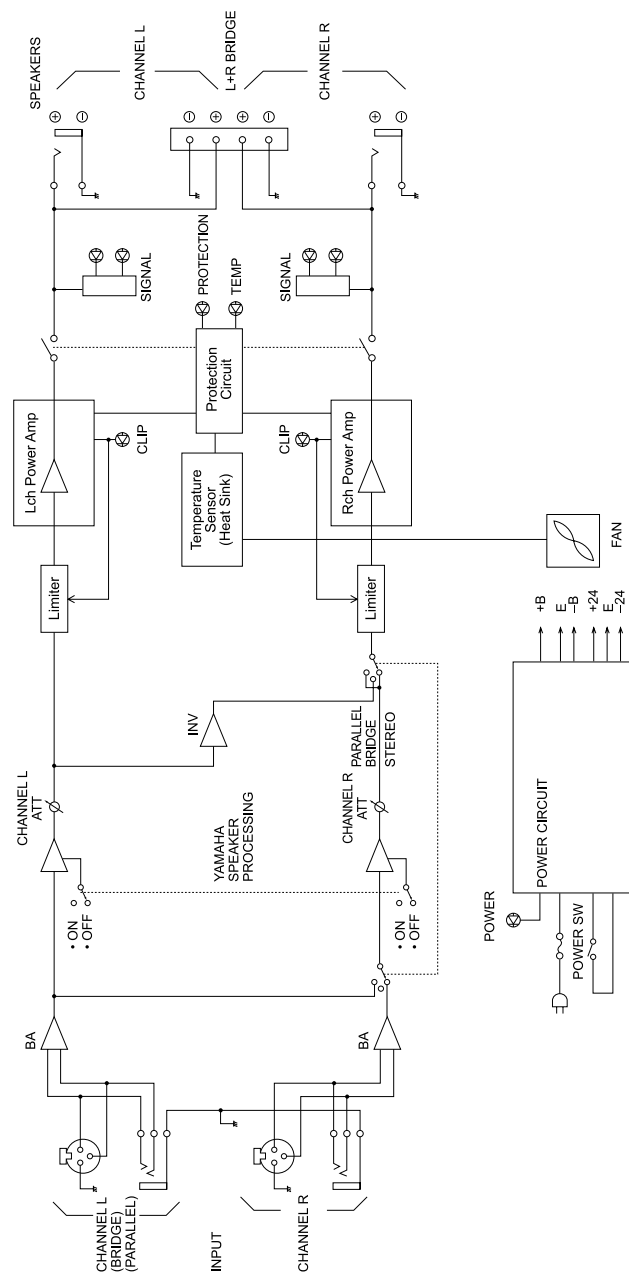 SPEAKERS
CHANNEL L
L+R BRIDGE
CHANNEL R
⊕
⊖
⊖
⊕
⊕
⊖
⊕
⊖
SIGNAL
PROTECTION
TEMP
SIGNAL
Lch Power Amp
CLIP
Protection
Circuit
Temperature
Sensor
(Heat Sink)
CLIP
Rch Power Amp
FAN
Limiter
Limiter
INV
PARALLEL
BRIDGE
STEREO
CHANNEL L
ATT
YAMAHA
SPEAKER
PROCESSING
CHANNEL R
ATT
• ON
• OFF
• ON
• OFF
BA
BA
CHANNEL L
(BRIDGE)
(PARALLEL)
INPUT
CHANNEL R
POWER
POWER SW
POWER CIRCUIT
+B
E
–B
+24
E
–24